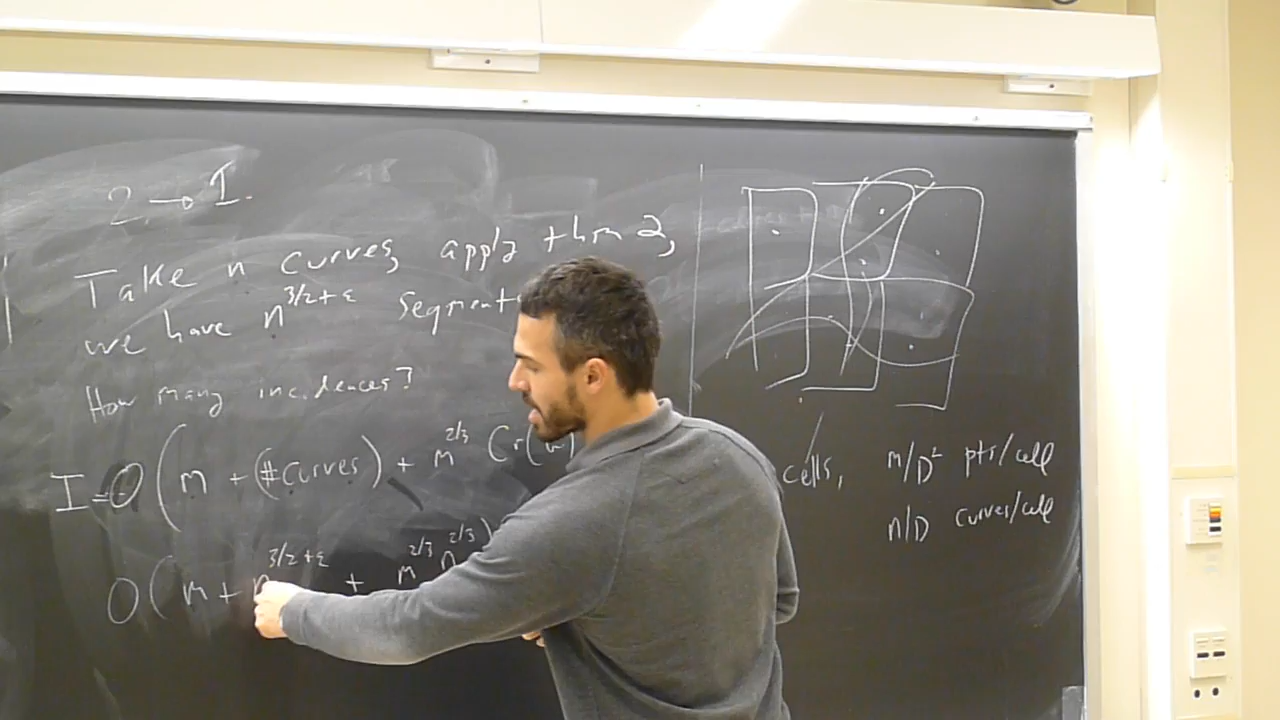 2. → I.
Take n curves, apply thm 2,
we have n^{3/2+ε} segments
How many incidences?
I = O(m + (#curves) + m^{2/3} Cr(
O(m + n^{3/2+ε} + m^{2/3} n^{2/3})
cells, m/D² pts/cell
n/D curves/cell